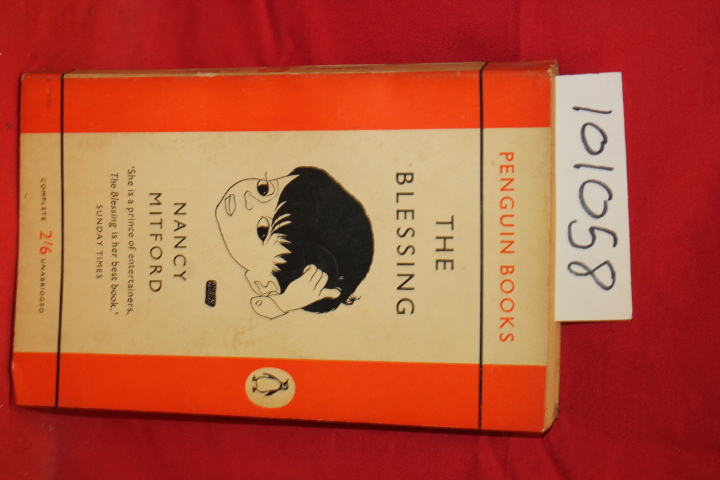 101058
PENGUIN BOOKS
THE
BLESSING
NANCY
MITFORD
'She is a prince of entertainers.
The Blessing is her best book.'
SUNDAY TIMES
COMPLETE 2/6 UNABRIDGED